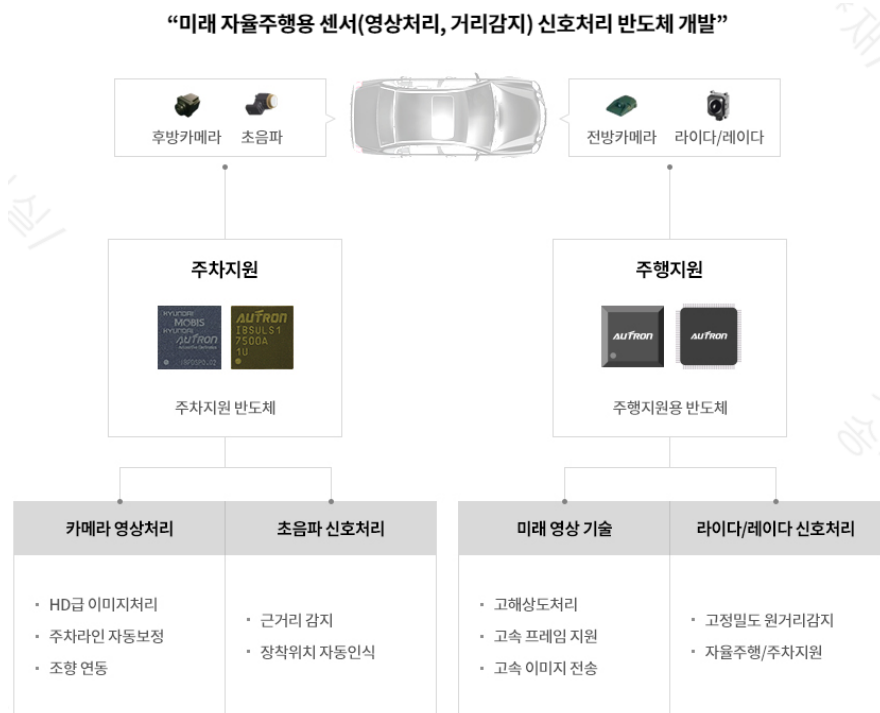 “미래 자율주행용 센서(영상처리, 거리감지) 신호처리 반도체 개발”
후방카메라 초음파
전방카메라 라이다/레이다
주차지원
주행지원
HYUNDAI
MOBIS
HYUNDAI
AUTRON
AUTRON
IBSULS1
7500A
1U
AUTRON
AUTRON
주차지원 반도체
주행지원용 반도체
카메라 영상처리
초음파 신호처리
미래 영상 기술
라이다/레이다 신호처리
· HD급 이미지처리
· 주차라인 자동보정
· 조향 연동
· 근거리 감지
· 장착위치 자동인식
· 고해상도처리
· 고속 프레임 지원
· 고속 이미지 전송
· 고정밀도 원거리감지
· 자율주행/주차지원